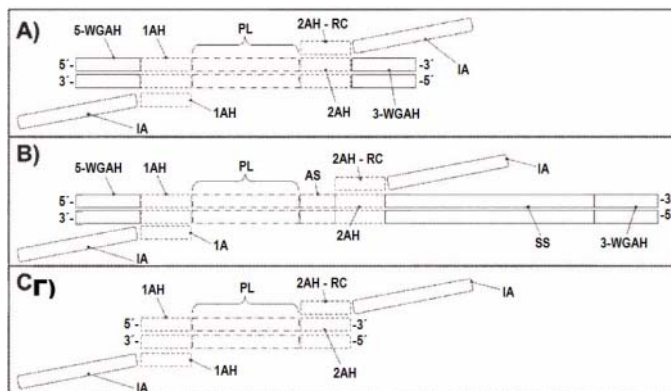 A)
5-WGAH 1AH PL 2AH - RC
IA
5´- -3´
3´- -5´
1AH 2AH 3-WGAH
IA
B)
5-WGAH 1AH PL AS 2AH - RC
IA
5´- -3´
3´- -5´
1A 2AH SS 3-WGAH
IA
CΓ)
1AH PL 2AH - RC
IA
5´- -3´
3´- -5´
1AH 2AH
IA